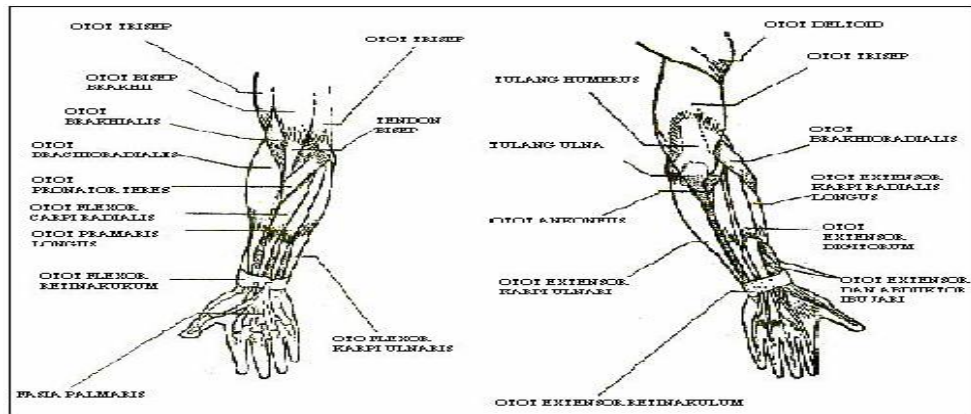 OTOT TRISEP
OTOT TRISEP
OTOT BISEP
BRAKHII
OTOT
BRAKHIALIS
TENDON
BISEP
OTOT
BRACHIORADIALIS
OTOT
PRONATOR TERES
OTOT FLEXOR
CARPI RADIALIS
OTOT PRAMARIS
LONGUS
OTOT FLEXOR
RETINAKUKUM
OTO FLEXOR
KARPI ULNARIS
FASIA PALMARIS
OTOT DELTOID
OTOT TRISEP
TULANG HUMERUS
OTOT
BRAKHIORADIALIS
TULANG ULNA
OTOT EXTENSOR
KARPI RADIALIS
LONGUS
OTOT ANKONEUS
OTOT
EXTENSOR
DIGITORUM
OTOT EXTENSOR
KARPI ULNARI
OTOT EXTENSOR
DAN ABDUKTOR
IBU JARI
OTOT EXTENSOR RETINAKULUM